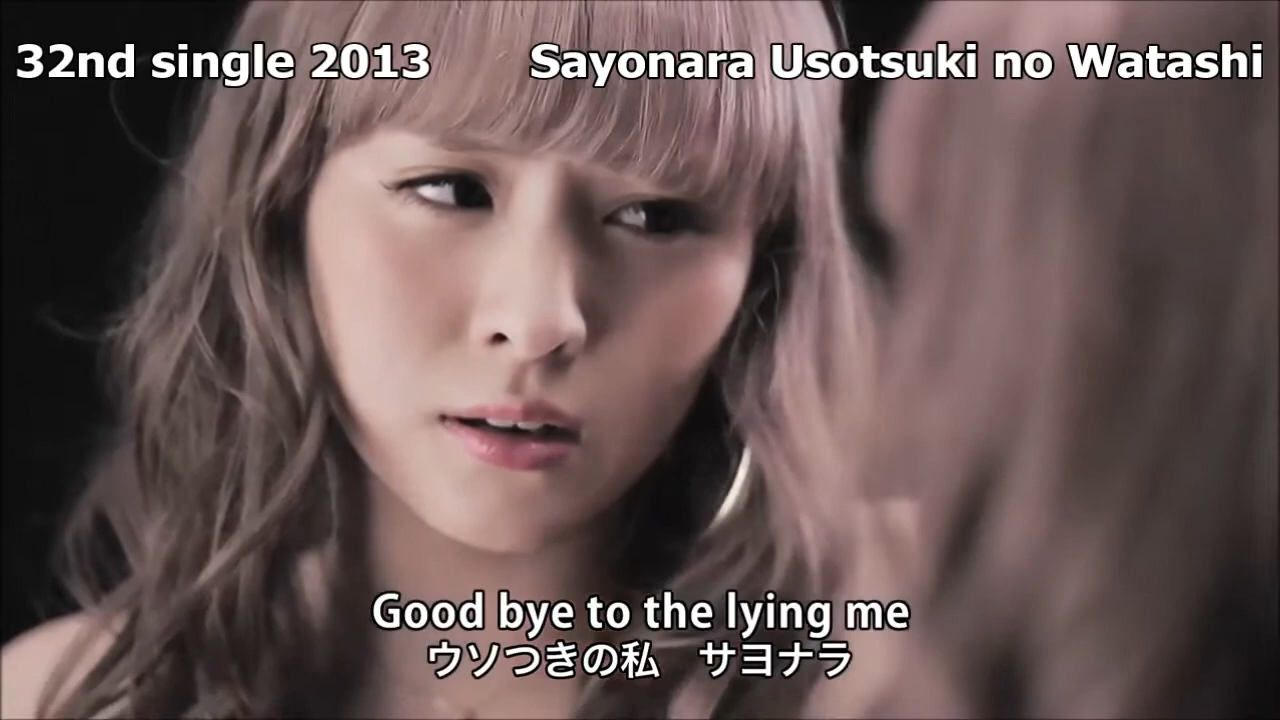 32nd single 2013 Sayonara Usotsuki no Watashi
Good bye to the lying me
ウソつきの私 サヨナラ